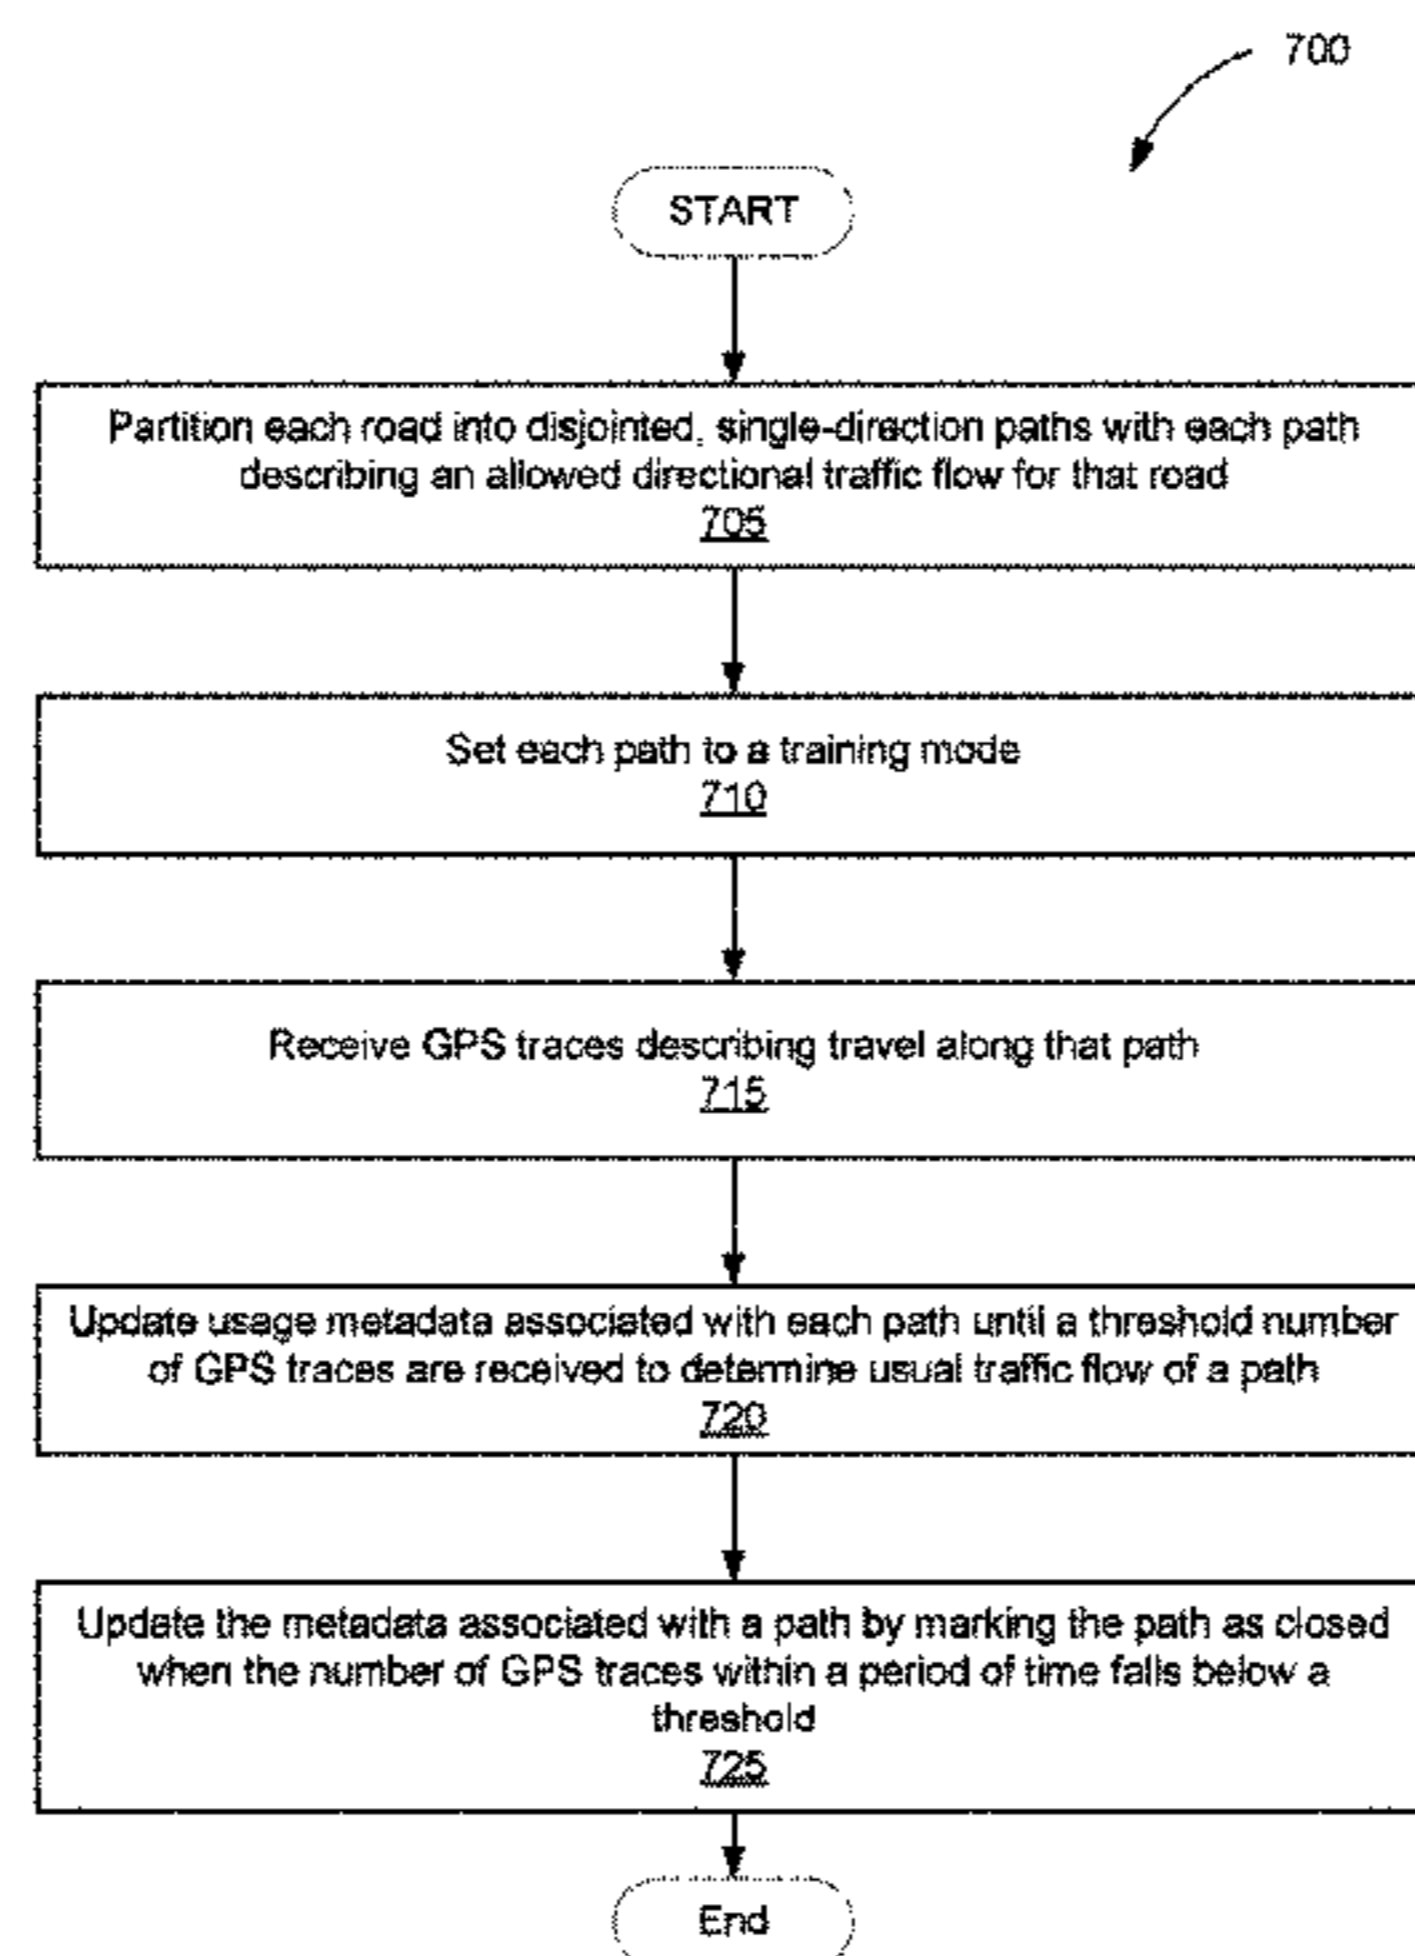 700
START
Partition each road into disjointed, single-direction paths with each path
describing an allowed directional traffic flow for that road
705
Set each path to a training mode
710
Receive GPS traces describing travel along that path
715
Update usage metadata associated with each path until a threshold number
of GPS traces are received to determine usual traffic flow of a path
720
Update the metadata associated with a path by marking the path as closed
when the number of GPS traces within a period of time falls below a
threshold
725
End